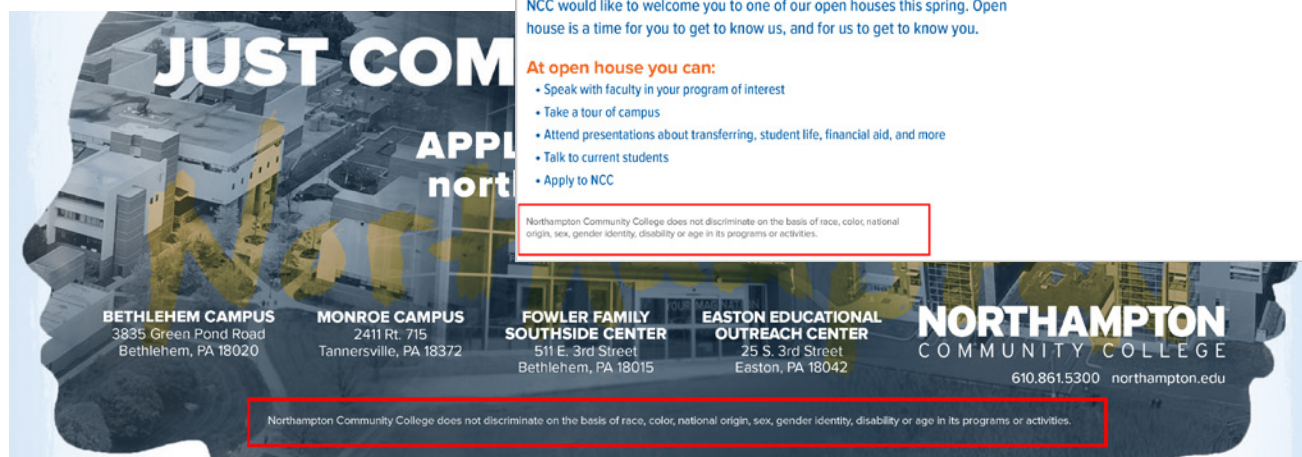 NCC would like to welcome you to one of our open houses this spring. Open
house is a time for you to get to know us, and for us to get to know you.
At open house you can:
• Speak with faculty in your program of interest
• Take a tour of campus
• Attend presentations about transferring, student life, financial aid, and more
• Talk to current students
• Apply to NCC
Northampton Community College does not discriminate on the basis of race, color, national
origin, sex, gender identity, disability or age in its programs or activities.
JUST COM
APPL
nort
Northampton
BETHLEHEM CAMPUS
3835 Green Pond Road
Bethlehem, PA 18020
MONROE CAMPUS
2411 Rt. 715
Tannersville, PA 18372
FOWLER FAMILY
SOUTHSIDE CENTER
511 E. 3rd Street
Bethlehem, PA 18015
EASTON EDUCATIONAL
OUTREACH CENTER
25 S. 3rd Street
Easton, PA 18042
NORTHAMPTON
COMMUNITY COLLEGE
610.861.5300 northampton.edu
Northampton Community College does not discriminate on the basis of race, color, national origin, sex, gender identity, disability or age in its programs or activities.